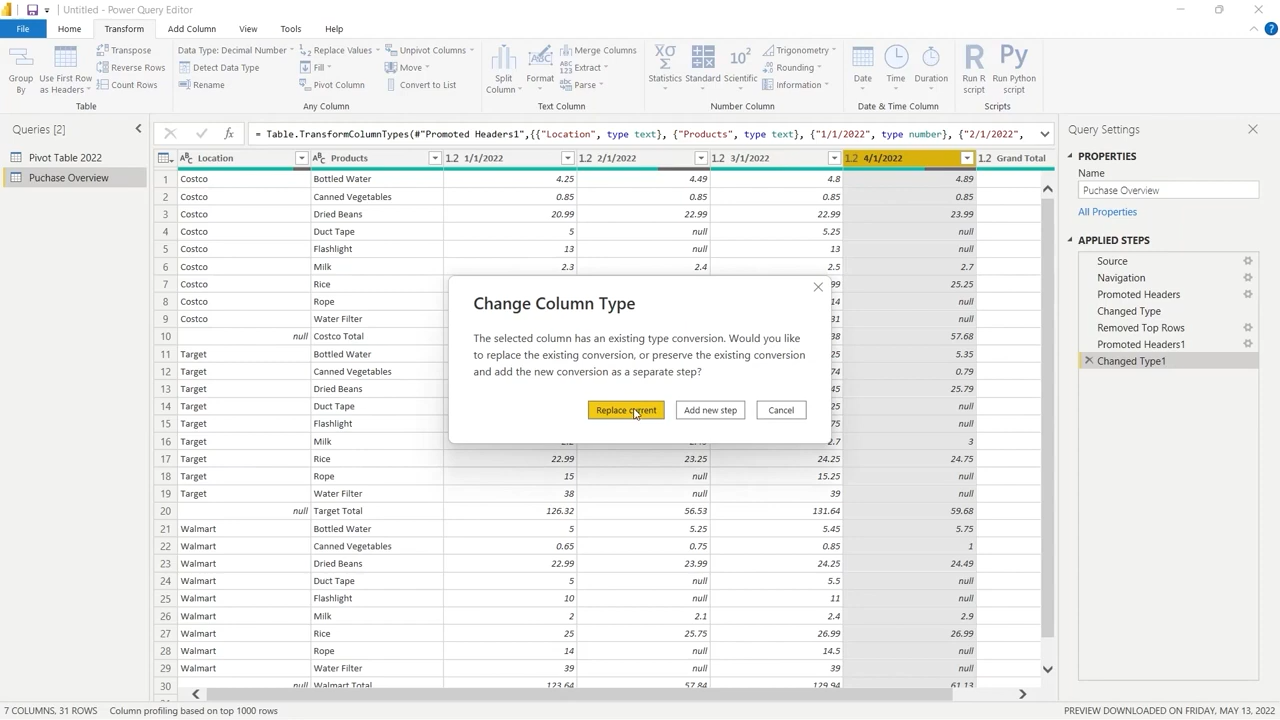 Untitled - Power Query Editor
File Home Transform Add Column View Tools Help
Group By
Use First Row as Headers
Transpose
Reverse Rows
Count Rows
Table
Data Type: Decimal Number
Detect Data Type
Rename
Replace Values
Fill
Pivot Column
Unpivot Columns
Move
Convert to List
Any Column
Split Column
Format
Merge Columns
Extract
Parse
Text Column
Statistics
Standard
Scientific
Trigonometry
Rounding
Information
Number Column
Date
Time
Duration
Date & Time Column
Run R script
Run Python script
Scripts
Queries [2]
Pivot Table 2022
Puchase Overview
= Table.TransformColumnTypes(#"Promoted Headers1",{{"Location", type text}, {"Products", type text}, {"1/1/2022", type number}, {"2/1/2022",
Location Products 1.2 1/1/2022 1.2 2/1/2022 1.2 3/1/2022 1.2 4/1/2022 1.2 Grand Total
1 Costco Bottled Water 4.25 4.49 4.8 4.89
2 Costco Canned Vegetables 0.85 0.85 0.85 0.85
3 Costco Dried Beans 20.99 22.99 22.99 23.99
4 Costco Duct Tape 5 null 5.25 null
5 Costco Flashlight 13 null 13 null
6 Costco Milk 2.3 2.4 2.5 2.7
7 Costco Rice 25.25
8 Costco Rope null
9 Costco Water Filter null
10 null Costco Total 57.68
11 Target Bottled Water 5.35
12 Target Canned Vegetables 0.79
13 Target Dried Beans 25.79
14 Target Duct Tape null
15 Target Flashlight null
16 Target Milk 2.7 3
17 Target Rice 22.99 23.25 24.25 24.75
18 Target Rope 15 null 15.25 null
19 Target Water Filter 38 null 39 null
20 null Target Total 126.32 56.53 131.64 59.68
21 Walmart Bottled Water 5 5.25 5.45 5.75
22 Walmart Canned Vegetables 0.65 0.75 0.85 1
23 Walmart Dried Beans 22.99 23.99 24.25 24.49
24 Walmart Duct Tape 5 null 5.5 null
25 Walmart Flashlight 10 null 11 null
26 Walmart Milk 2 2.1 2.4 2.9
27 Walmart Rice 25 25.75 26.99 26.99
28 Walmart Rope 14 null 14.5 null
29 Walmart Water Filter 39 null 39 null
30 null Walmart Total 123.64 57.84 129.94 61.13
Change Column Type
The selected column has an existing type conversion. Would you like
to replace the existing conversion, or preserve the existing conversion
and add the new conversion as a separate step?
Replace current Add new step Cancel
Query Settings
PROPERTIES
Name
Puchase Overview
All Properties
APPLIED STEPS
Source
Navigation
Promoted Headers
Changed Type
Removed Top Rows
Promoted Headers1
Changed Type1
7 COLUMNS, 31 ROWS Column profiling based on top 1000 rows
PREVIEW DOWNLOADED ON FRIDAY, MAY 13, 2022